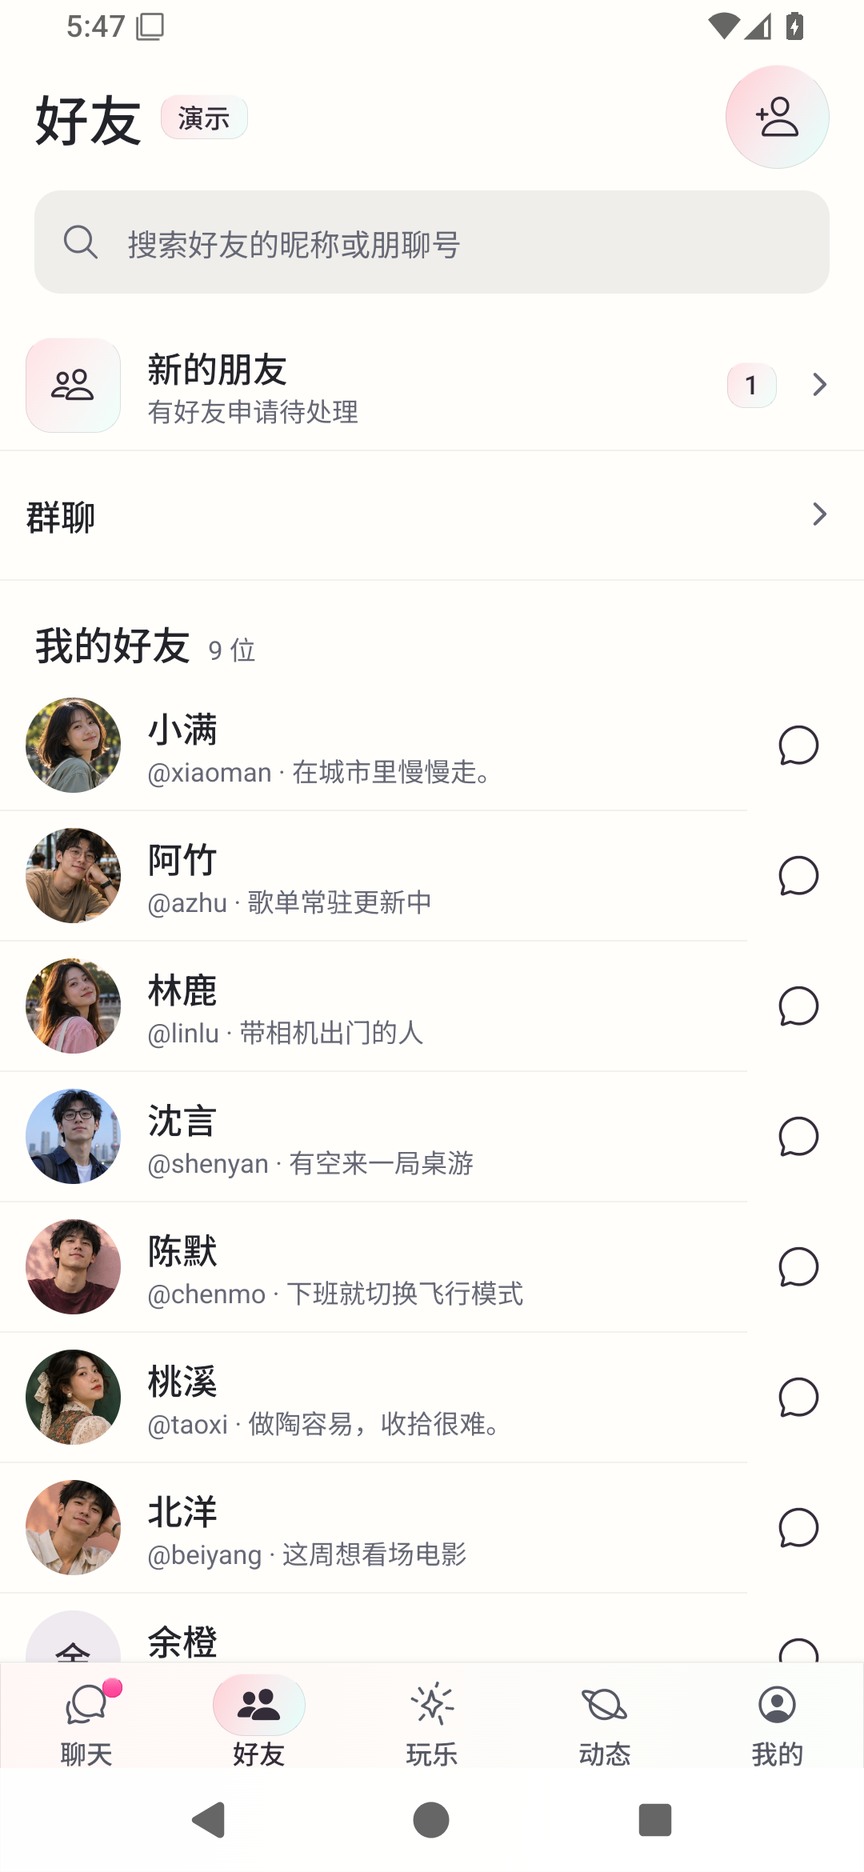 5:47
好友 演示
搜索好友的昵称或朋聊号
新的朋友
有好友申请待处理
1
群聊
我的好友 9 位
小满
@xiaoman · 在城市里慢慢走。
阿竹
@azhu · 歌单常驻更新中
林鹿
@linlu · 带相机出门的人
沈言
@shenyan · 有空来一局桌游
陈默
@chenmo · 下班就切换飞行模式
桃溪
@taoxi · 做陶容易，收拾很难。
北洋
@beiyang · 这周想看场电影
余橙
余
聊天 好友 玩乐 动态 我的